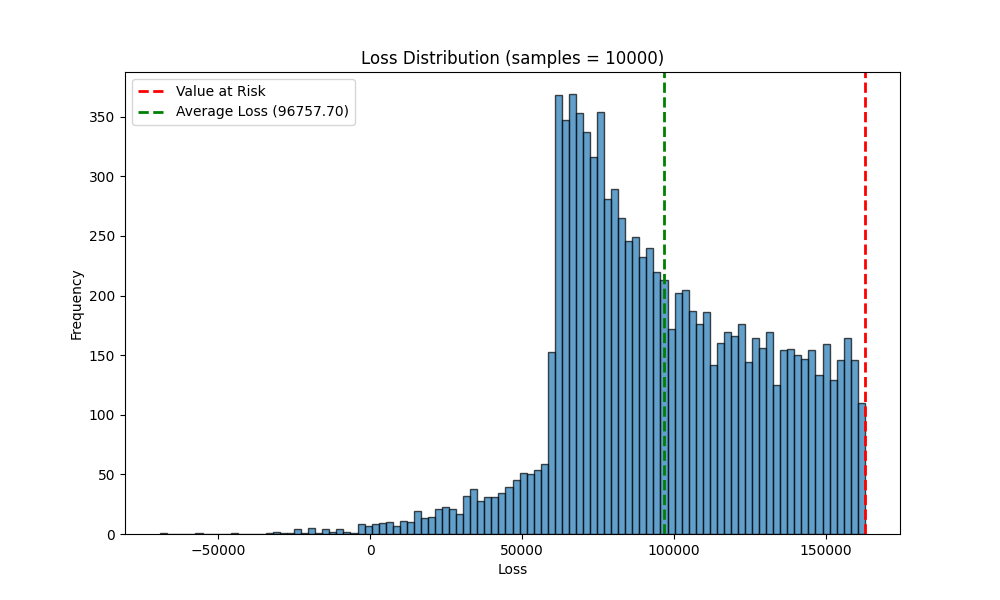 Loss Distribution (samples = 10000)
Value at Risk
Average Loss (96757.70)
350
300
250
200
150
100
50
0
Frequency
−50000 0 50000 100000 150000
Loss